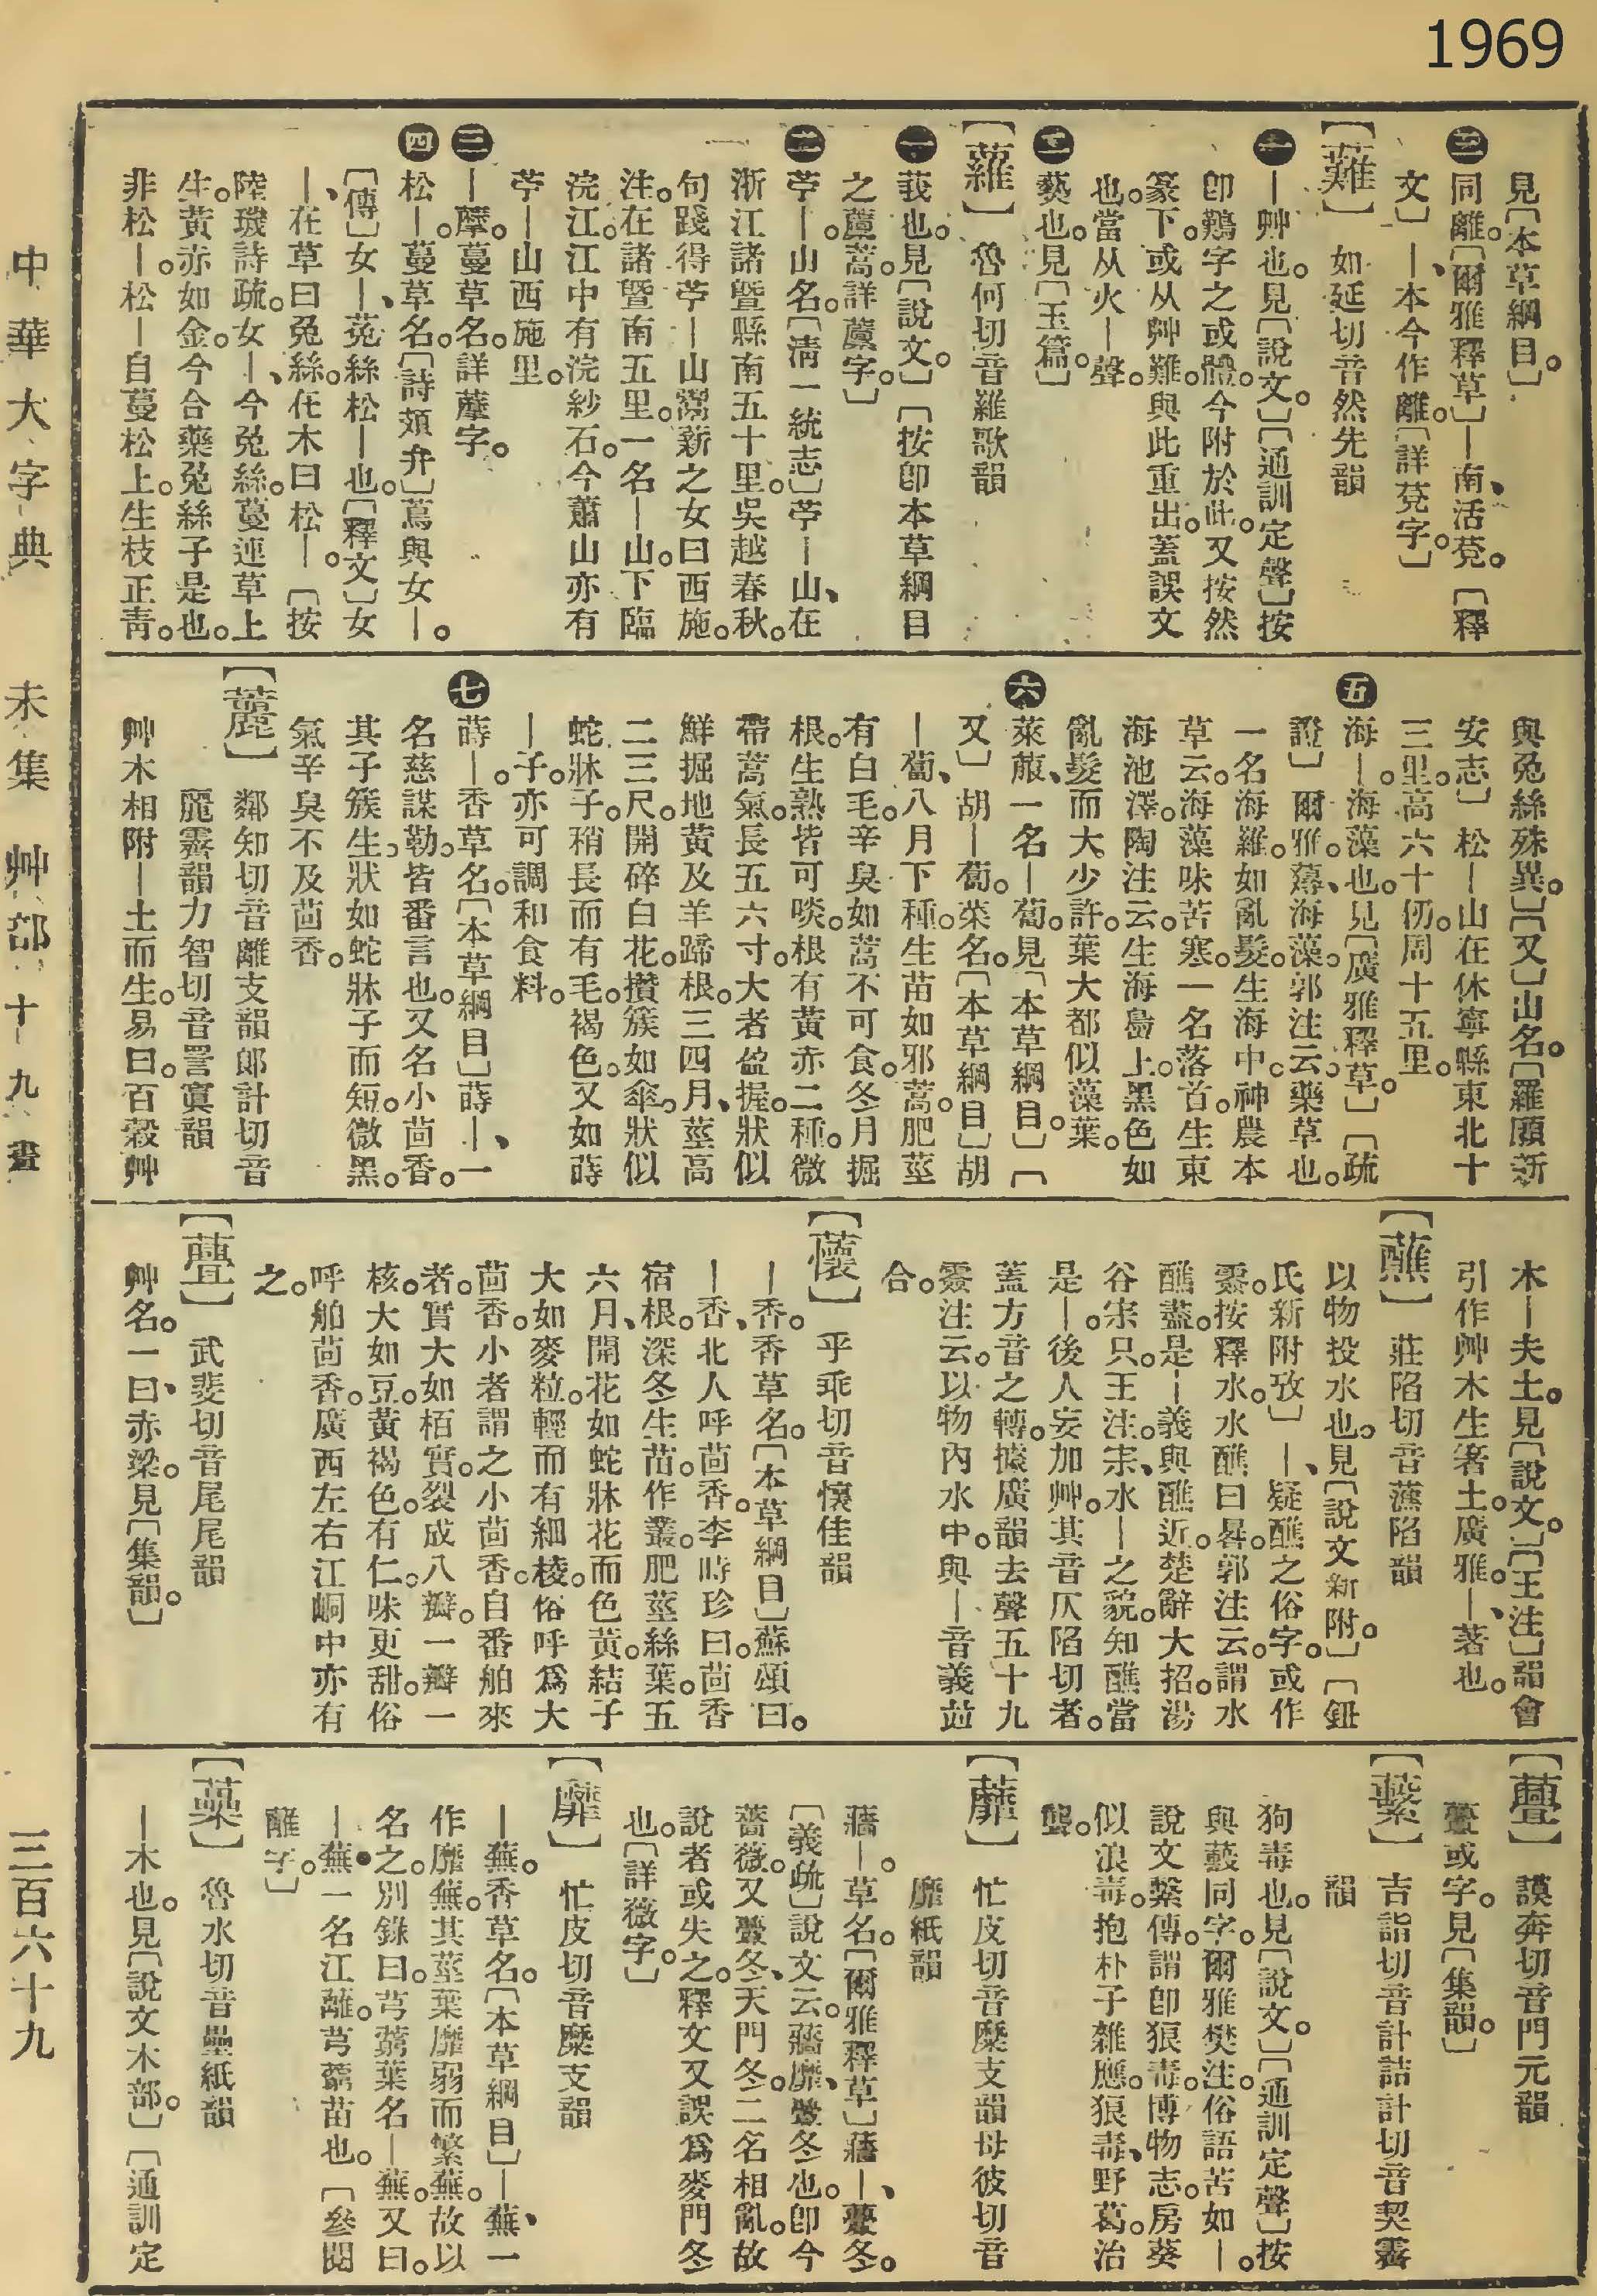 1969
見〔本草綱目。〕
㊂同離。〔爾雅釋草〕—、南活莌。〔釋
文〕—、本今作離。〔詳莌字。〕
〔蘺〕 如延切音然先韻
㊀—艸也。見〔說文。〕〔通訓定聲〕按
卽鷬字之或體。今附於此。又按然
篆下。或从艸難。與此重出。蓋誤文
也。當从火—聲。
㊁爇也。見〔玉篇。〕
〔蘿〕 魯何切音羅歌韻
㊀莪也。見〔說文。〕〔按卽本草綱目
之藘蒿。詳藘字。〕
㊁苧—。山名。〔淸一統志〕苧—山、在
浙江諸曁縣南五十里。吳越春秋。
句踐得苧—山鬻薪之女曰西施。
注。在諸暨南五里。一名—山。下臨
浣江。江中有浣紗石。今蕭山亦有
苧—山西施里。
㊂—藦。蔓草名。詳藦字。
㊃松—。蔓草名。〔詩頍弁〕蔦與女—。
〔傳〕女—、菟絲松—也。〔釋文〕女
—、在草曰兔絲。在木曰松—。〔按
陸璣詩疏。女—、今兔絲。蔓連草上
生。黃赤如金。今合藥兔絲子是也。
非松—。松—自蔓松上。生枝正靑。
與兔絲殊異。〕〔又〕山名。〔羅願新
安志〕松—山在休寧縣東北十
三里。高六十仞。周十五里。
㊄海—。海藻也。見〔廣雅釋草。〕〔疏
證〕爾雅。薚、海藻。郭注云。藥草也。
一名海蘿。如亂髮。生海中。神農本
草云。海藻味苦寒。一名落首。生東
海池澤。陶注云。生海島上。黑色如
亂髮而大少許。葉大都似藻葉。
㊅萊菔、一名—蔔。見〔本草綱目。〕〔
又〕胡—蔔。菜名。〔本草綱目〕胡
—蔔、八月下種。生苗如邪蒿。肥莖
有白毛。辛臭如蒿不可食。冬月掘
根。生熟皆可啖。根有黃赤二種。微
帶蒿氣。長五六寸。大者盈握。狀似
鮮掘地黃及羊蹄根。三四月、莖高
二三尺。開碎白花。攢簇如傘。狀似
蛇牀子。稍長而有毛。褐色。又如蒔
—子。亦可調和食料。
㊆蒔—。香草名。〔本草綱目〕蒔—、一
名慈謀勒。皆番言也。又名小茴香。
其子簇生。狀如蛇牀子而短。微黑。
氣辛臭不及茴香。
〔麗〕 鄰知切音離支韻郞計切音
麗霽韻力智切音詈寘韻
艸木相附—土而生。易曰。百穀艸
木—夫土。見〔說文。〕〔王注〕韻會
引作艸木生箸土。廣雅。—、著也。
〔蘸〕 莊陷切音蘸陷韻
以物投水也。見〔說文新附。〕〔鈕
氏新附攷〕—、疑醮之俗字。或作
霝。按釋水。水醮曰厬。郭注云。謂水
醮盡。是—義與醮近。楚辭大招湯
谷宗只。王注。宗、水—之貌。知醮當
是—。後人妄加艸。其音仄陷切者。
蓋方音之轉。據廣韻去聲五十九
霝注云。以物內水中。與—音義並
合。
〔蘹〕 乎乖切音懷佳韻
—香。香草名。〔本草綱目〕蘇頌曰。
—香、北人呼茴香。李時珍曰。茴香
宿根。深冬生苗。作叢。肥莖絲葉。五
六月、開花如蛇牀花而色黃。結子
大如麥粒。輕而有細棱。俗呼爲大
茴香。小者謂之小茴香。自番舶來
者。實大如栢實。裂成八瓣。一瓣一
核。大如豆。黃褐色。有仁。味更甜。俗
呼舶茴香。廣西左右江峒中亦有
之。
〔亹〕 武斐切音尾尾韻
艸名。一曰、赤粱。見〔集韻。〕
〔虋〕 謨奔切音門元韻
虋或字。見〔集韻。〕
〔蘻〕 吉詣切音計詰計切音契霽
韻
狗毒也。見〔說文。〕〔通訓定聲〕按
與藙同字。爾雅樊注。俗語苦如—。
說文繫傳。謂卽狼毒。博物志。房葵
似浪毒。抱朴子雜應。狼毒、野葛。治
聾。
〔蘼〕 忙皮切音糜支韻母彼切音
靡紙韻
蘠—。草名。〔爾雅釋草〕蘠—、虋冬。
〔義疏〕說文云。蘠蘼、虋冬也。卽今
薔薇。又虋冬、天門冬。二名相亂。故
說者或失之。釋文又誤爲麥門冬
也。〔詳薇字。〕
〔蘼〕 忙皮切音糜支韻
—蕪。香草名。〔本草綱目〕—蕪、一
作靡蕪。其莖葉靡弱而繁蕪。故以
名之。別錄曰。芎藭葉名—蕪。又曰。
—蕪。一名江蘺。芎藭苗也。〔參閱
蘺字。〕
〔虆〕 魯水切音壘紙韻
—木也。見〔說文木部。〕〔通訓定
中華大字典 未集 艸部 十九畫 三百六十九